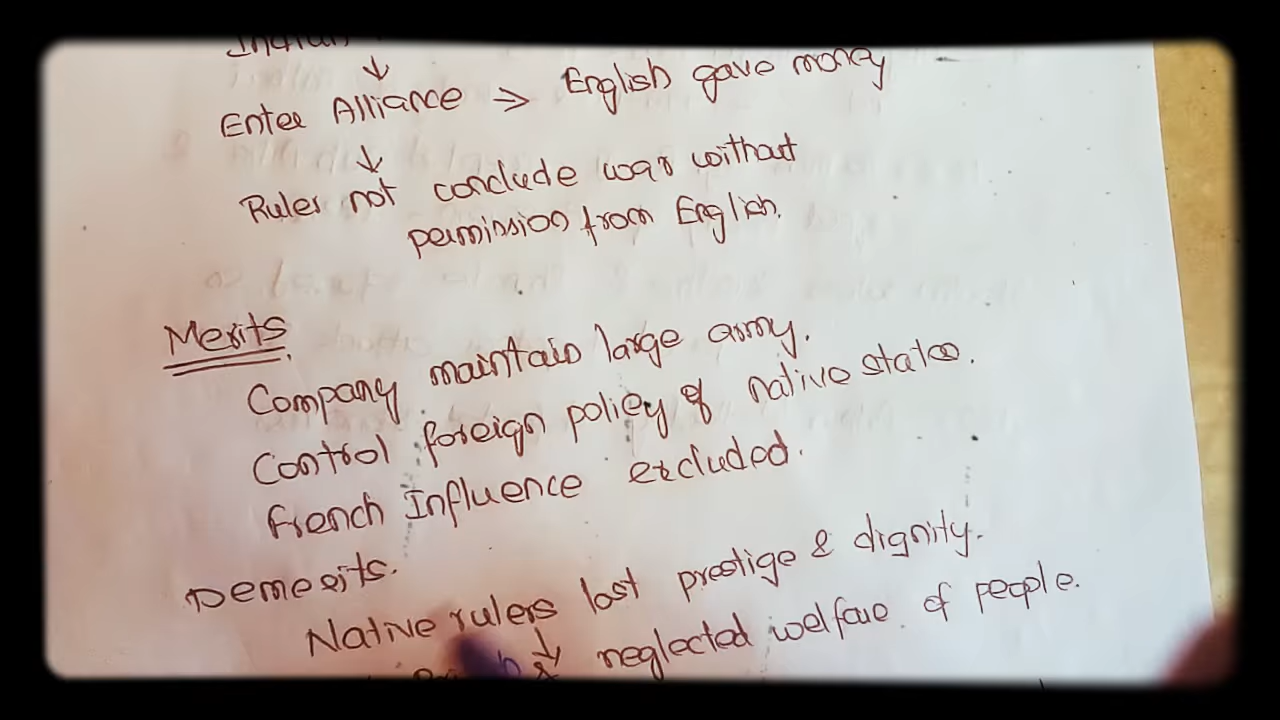 Indian
↓
Enter Alliance → English gave money
↓
Ruler not conclude war without
permission from English.
Merits
Company maintain large army.
Control foreign policy of native states.
French Influence excluded.
Demerits.
Native rulers lost prestige & dignity.
↓
neglected welfare of people.